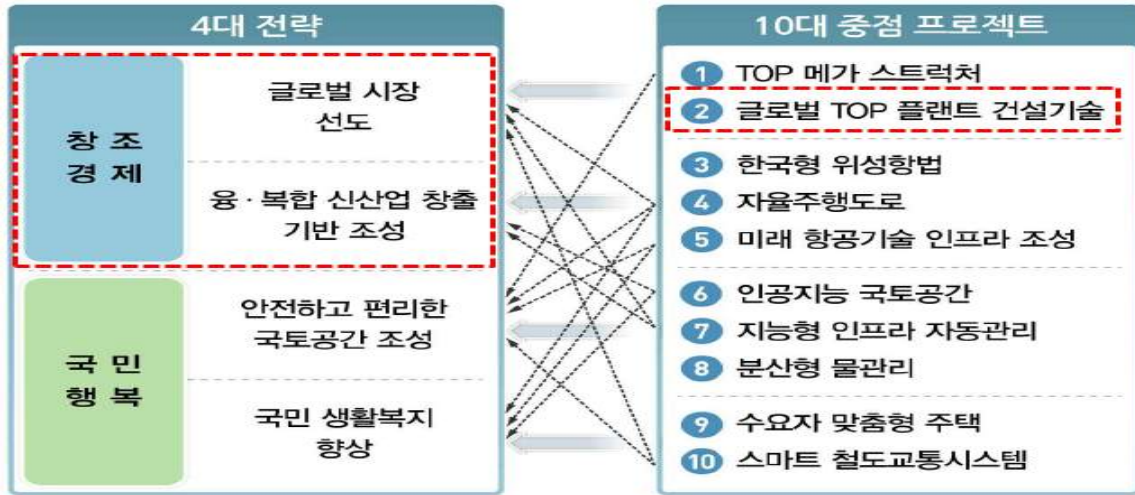 4대 전략
창 조
경 제
글로벌 시장
선도
융·복합 신산업 창출
기반 조성
국 민
행 복
안전하고 편리한
국토공간 조성
국민 생활복지
향상
10대 중점 프로젝트
1 TOP 메가 스트럭처
2 글로벌 TOP 플랜트 건설기술
3 한국형 위성항법
4 자율주행도로
5 미래 항공기술 인프라 조성
6 인공지능 국토공간
7 지능형 인프라 자동관리
8 분산형 물관리
9 수요자 맞춤형 주택
10 스마트 철도교통시스템